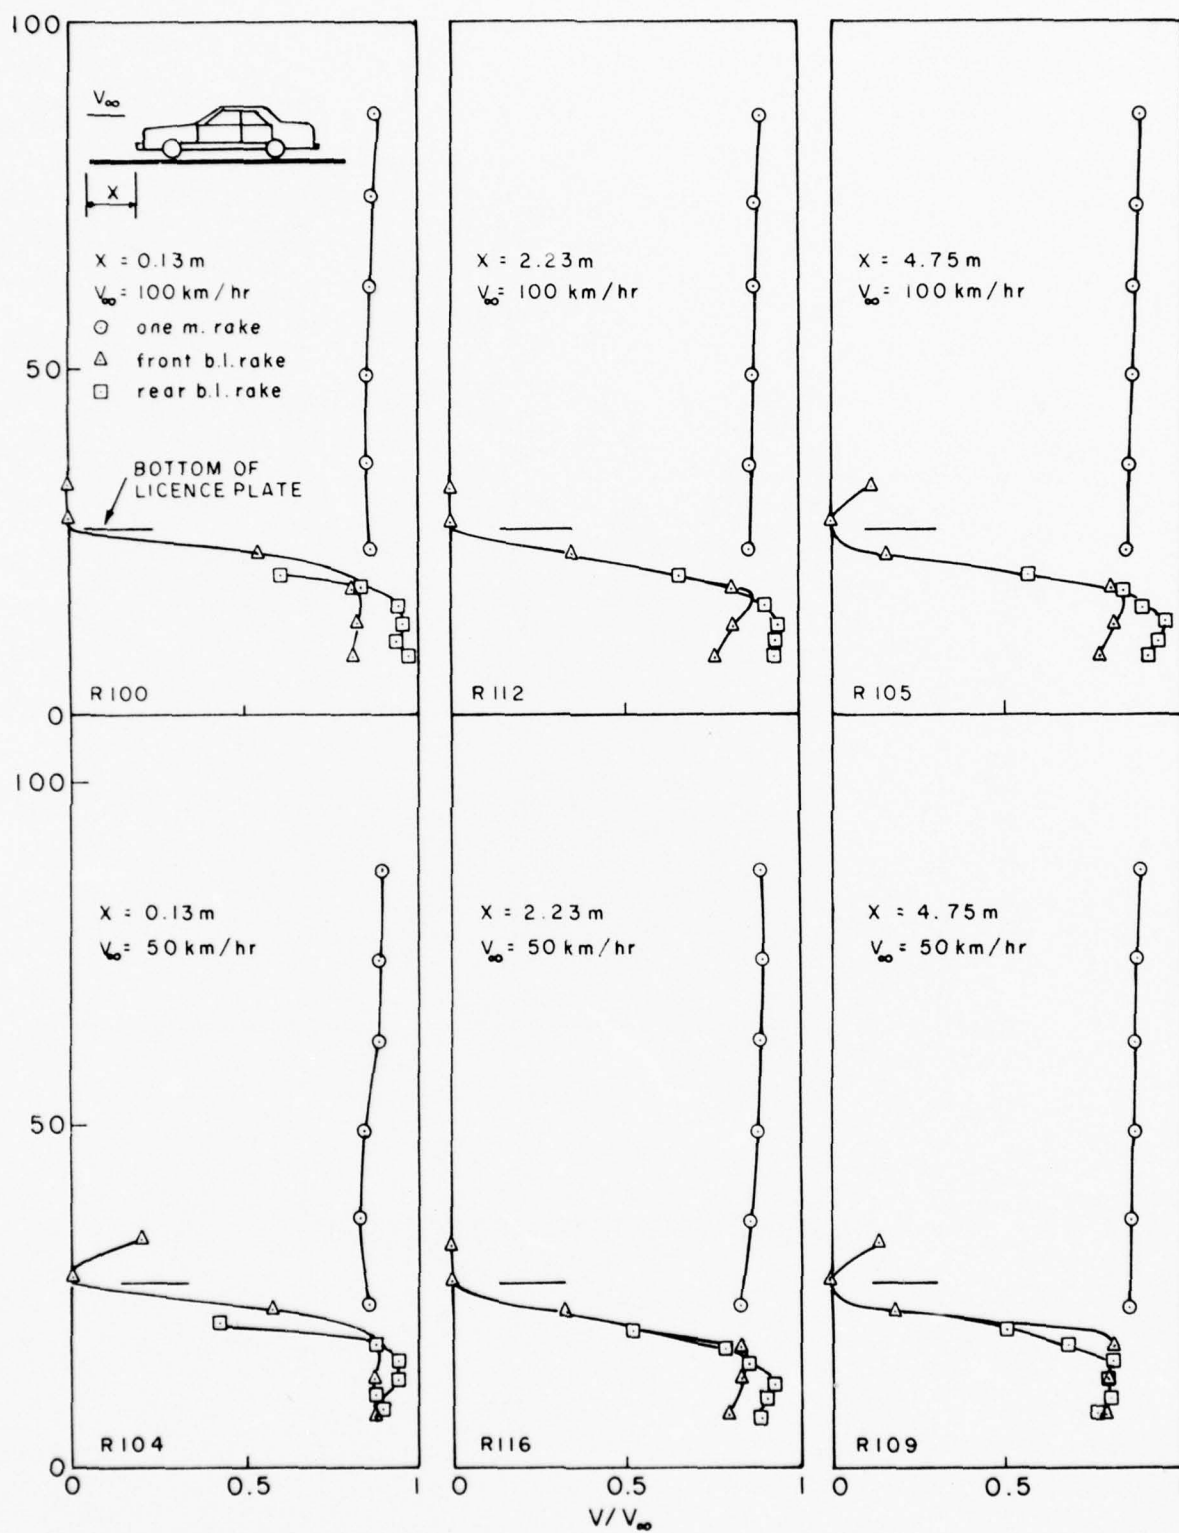 100
V∞
X
X = 0.13 m
V∞ = 100 km/hr
one m. rake
front b.l. rake
rear b.l. rake
50
BOTTOM OF
LICENCE PLATE
R100
0
X = 2.23 m
V∞ = 100 km/hr
R112
X = 4.75 m
V∞ = 100 km/hr
R105
100
X = 0.13 m
V∞ = 50 km/hr
50
R104
0
X = 2.23 m
V∞ = 50 km/hr
R116
X = 4.75 m
V∞ = 50 km/hr
R109
0 0.5 1 0 0.5 1 0 0.5
V/V∞